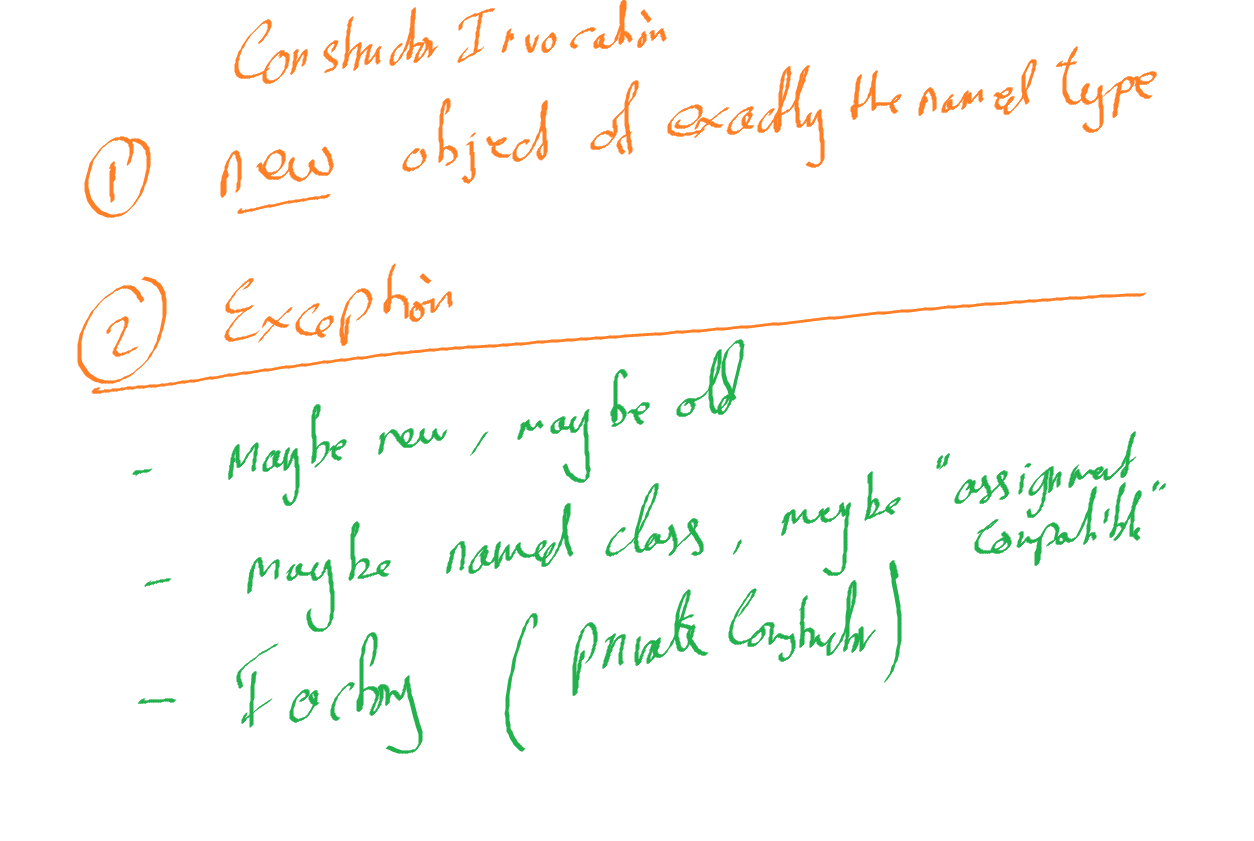 Constructor Invocation
① new object of exactly the named type
② Exception
- Maybe new, maybe old
- Maybe named class, maybe "assignment
compatible"
- Factory (private constructor)